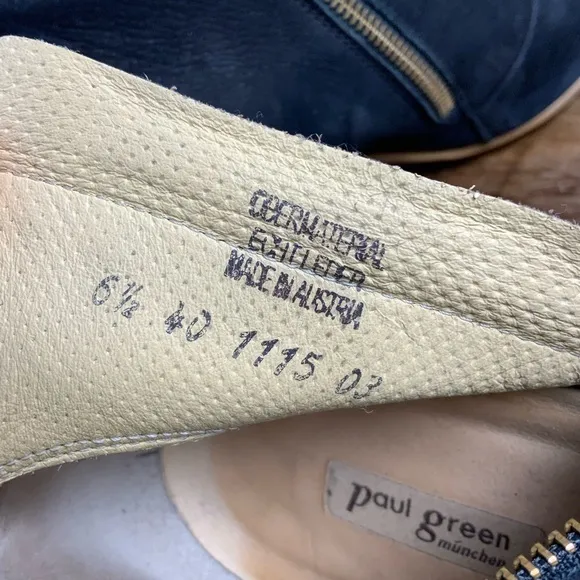 OBERMATERIAL
ECHTLEDER
MADE IN AUSTRIA
6½ 40 1115 03
paul green
münchen